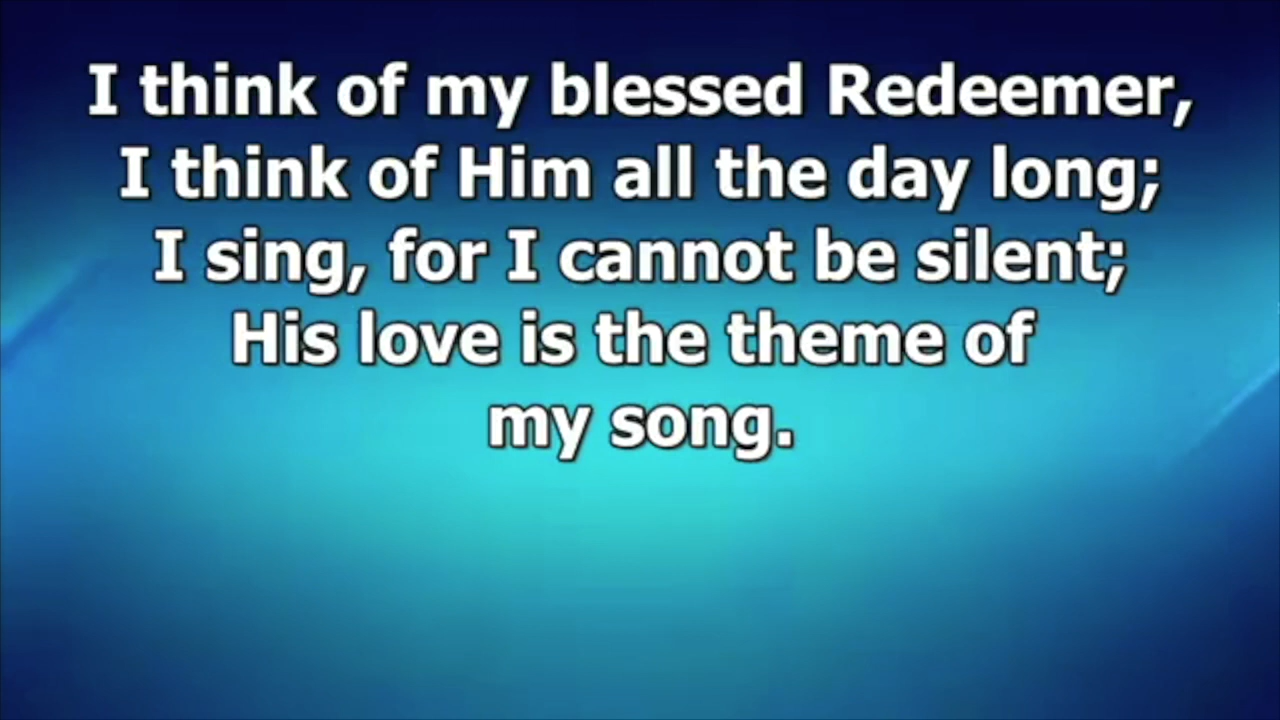 I think of my blessed Redeemer,
I think of Him all the day long;
I sing, for I cannot be silent;
His love is the theme of
my song.